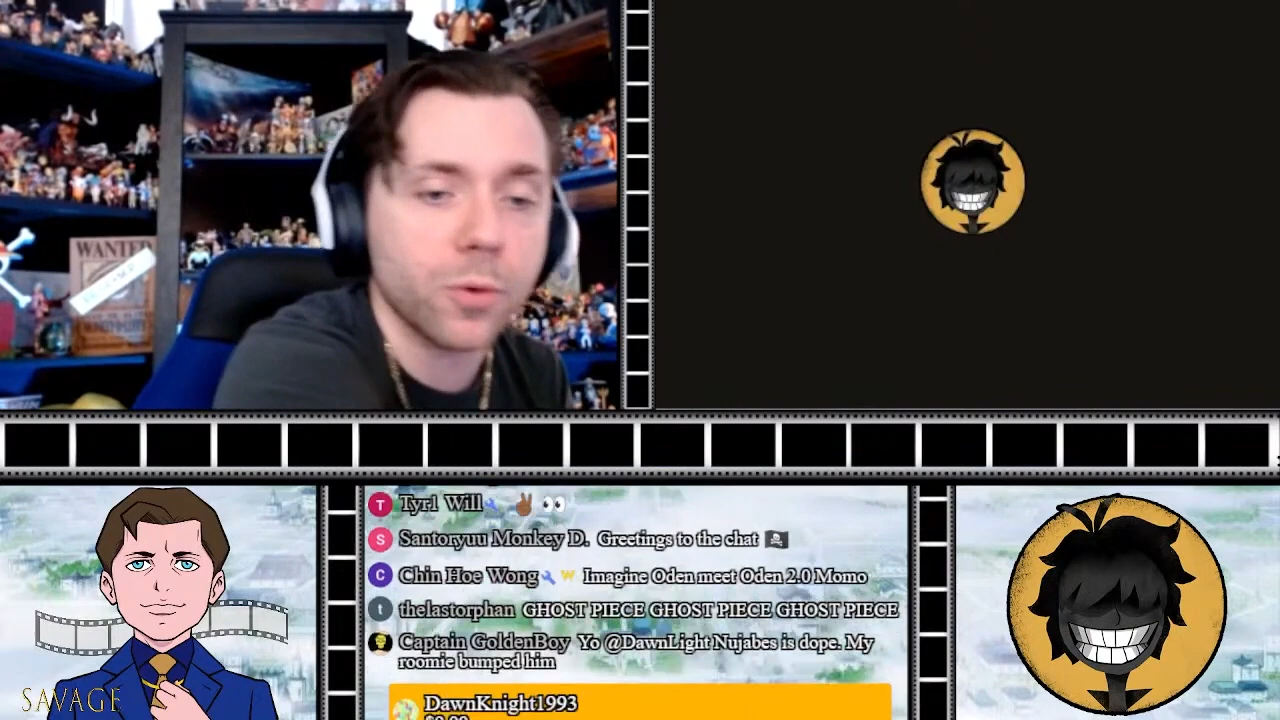 WANTED
T Tyr1 Will
S Santoryuu Monkey D. Greetings to the chat
C Chin Hoe Wong W Imagine Oden meet Oden 2.0 Momo
t thelastorphan GHOST PIECE GHOST PIECE GHOST PIECE
Captain GoldenBoy Yo @DawnLight Nujabes is dope. My
roomie bumped him
DawnKnight1993
SAVAGE